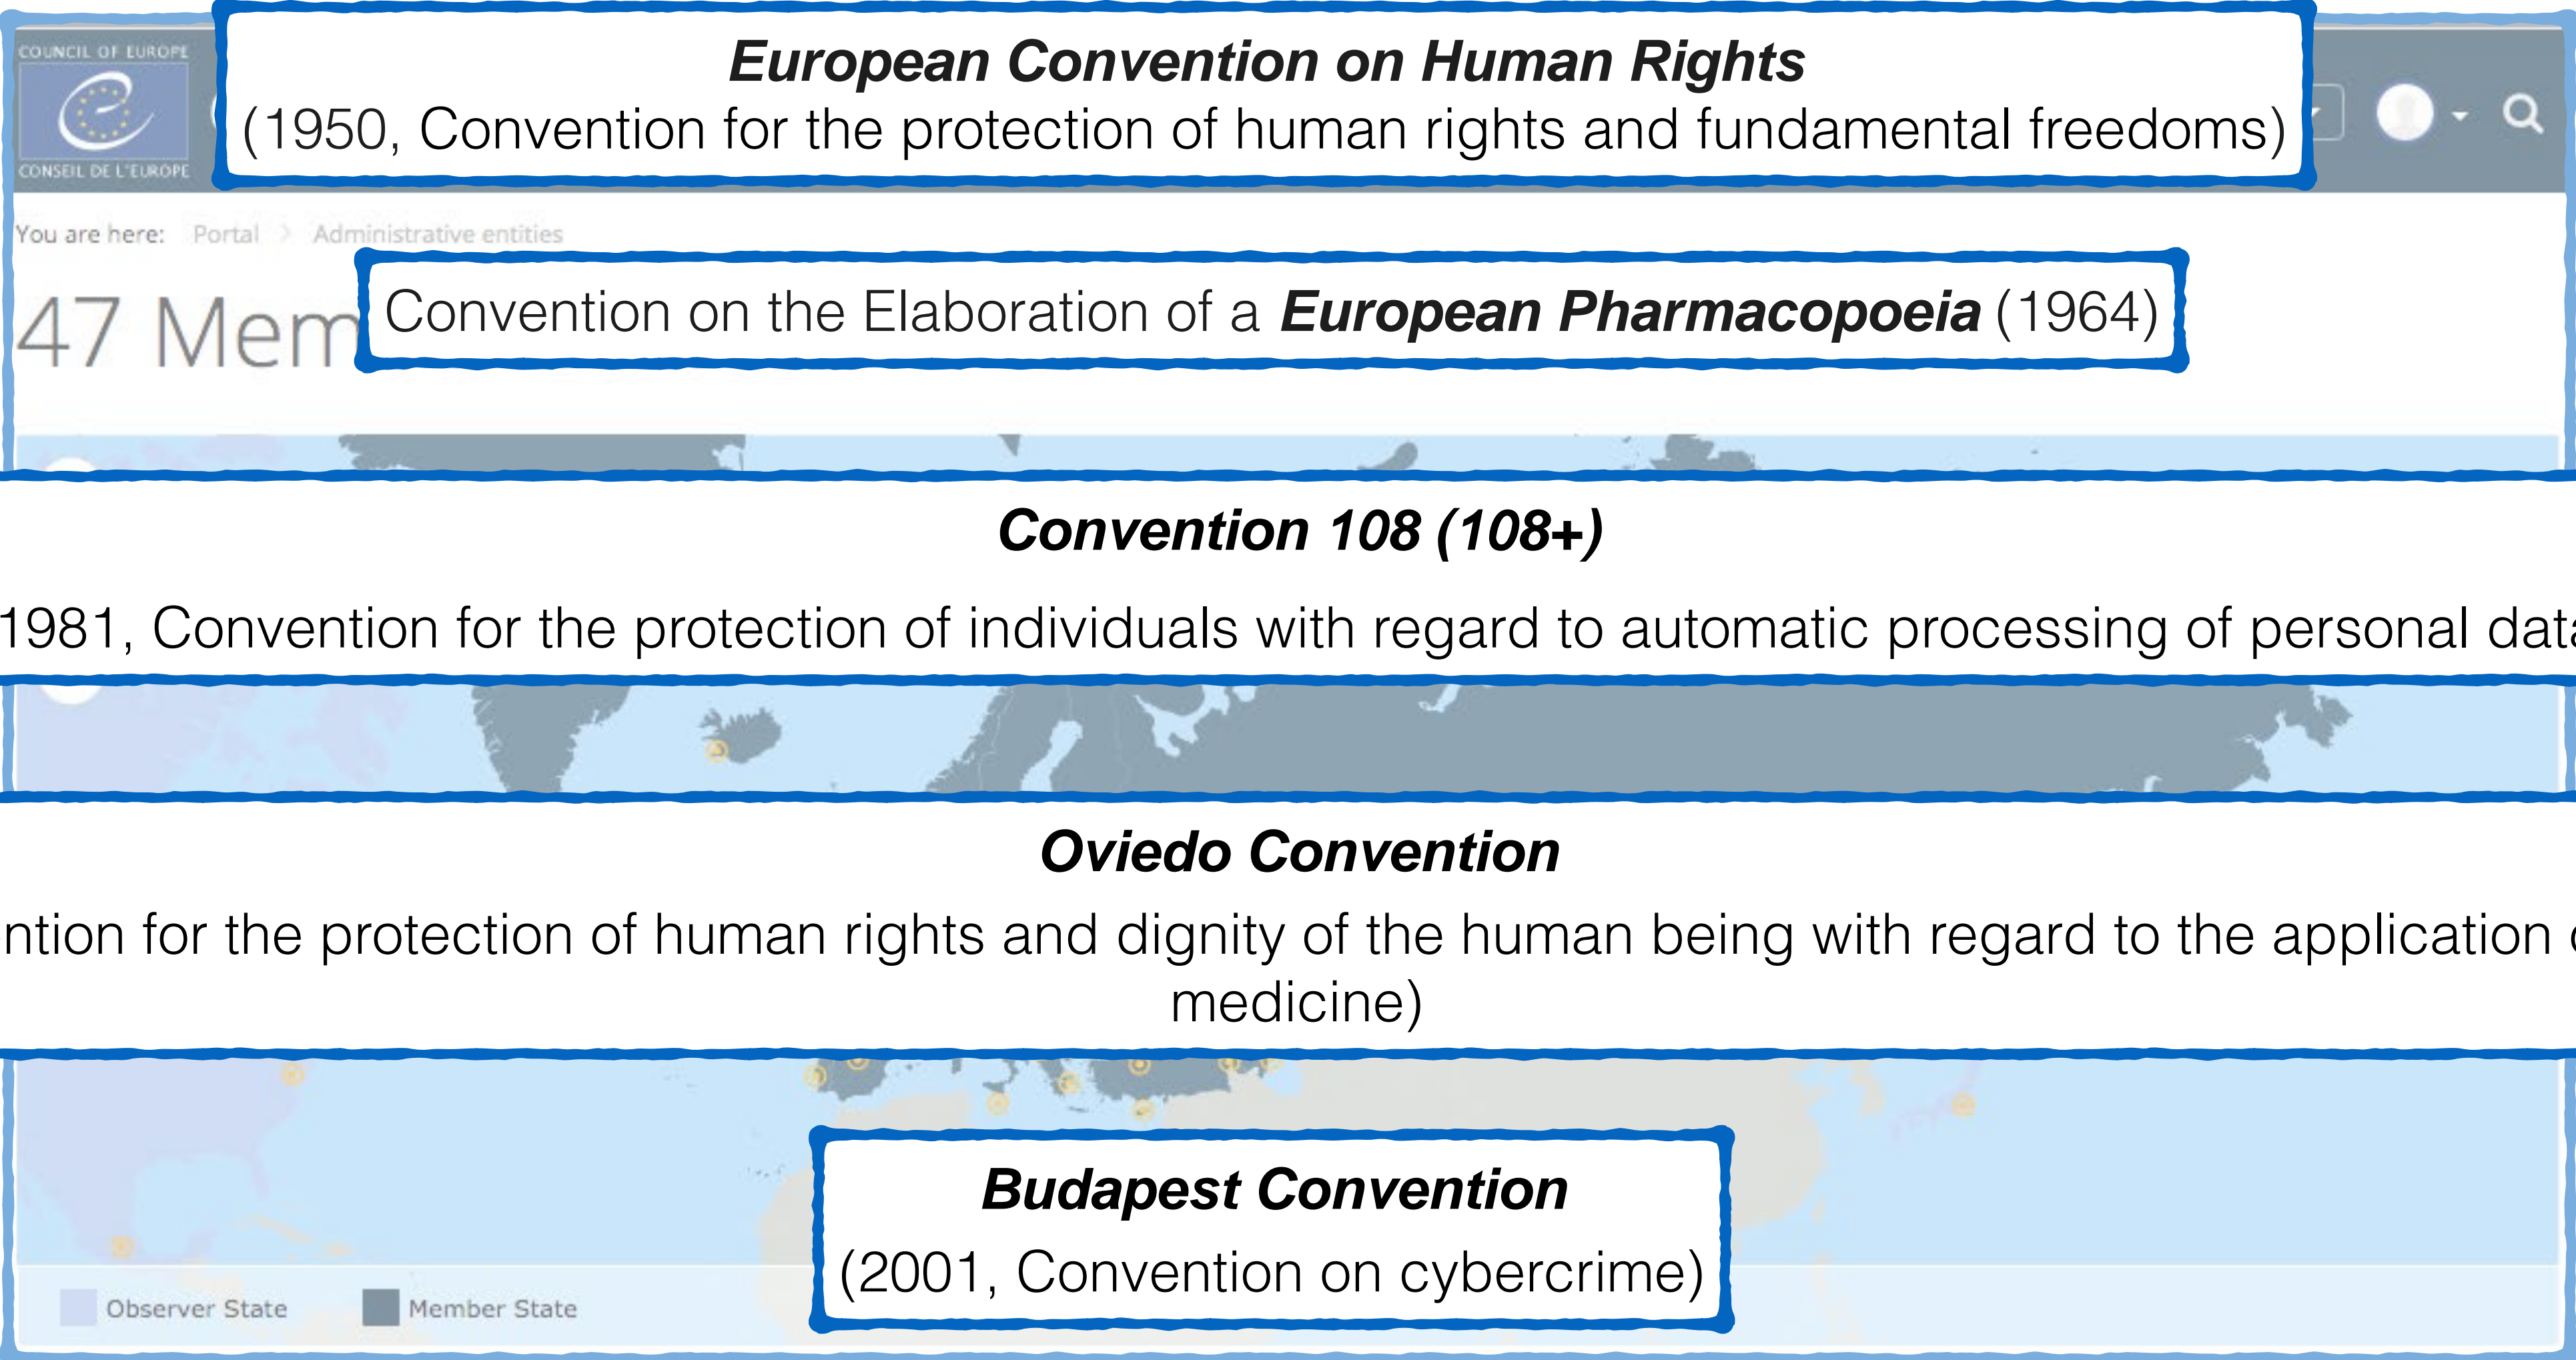 COUNCIL OF EUROPE
CONSEIL DE L'EUROPE
European Convention on Human Rights
(1950, Convention for the protection of human rights and fundamental freedoms)
You are here: Portal > Administrative entities
47 Mem
Convention on the Elaboration of a European Pharmacopoeia (1964)
Convention 108 (108+)
1981, Convention for the protection of individuals with regard to automatic processing of personal data
Oviedo Convention
ntion for the protection of human rights and dignity of the human being with regard to the application
medicine)
Budapest Convention
(2001, Convention on cybercrime)
Observer State
Member State